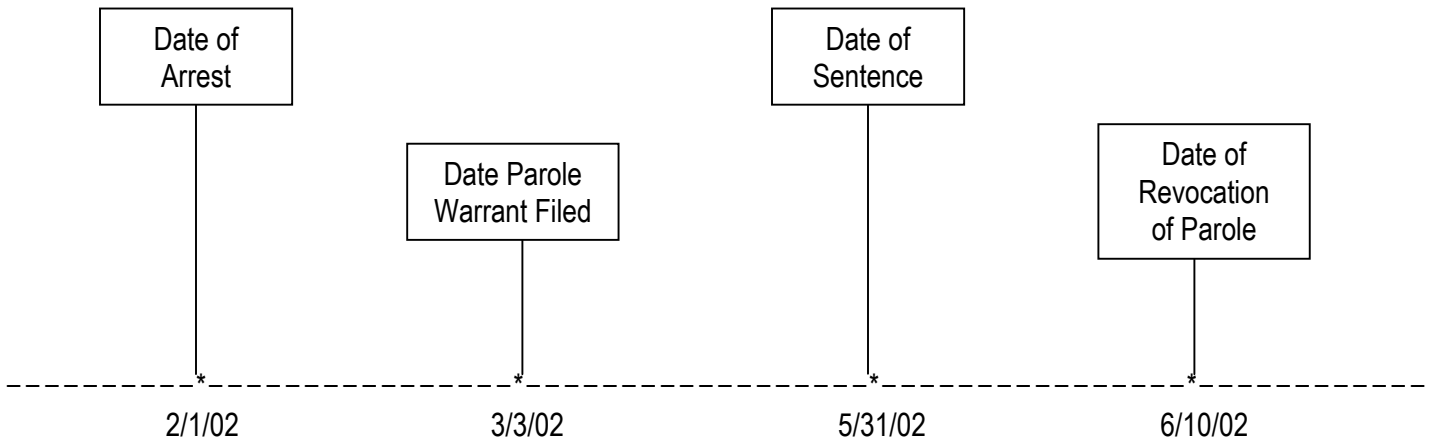 Date of
Arrest
Date Parole
Warrant Filed
Date of
Sentence
Date of
Revocation
of Parole
2/1/02
3/3/02
5/31/02
6/10/02